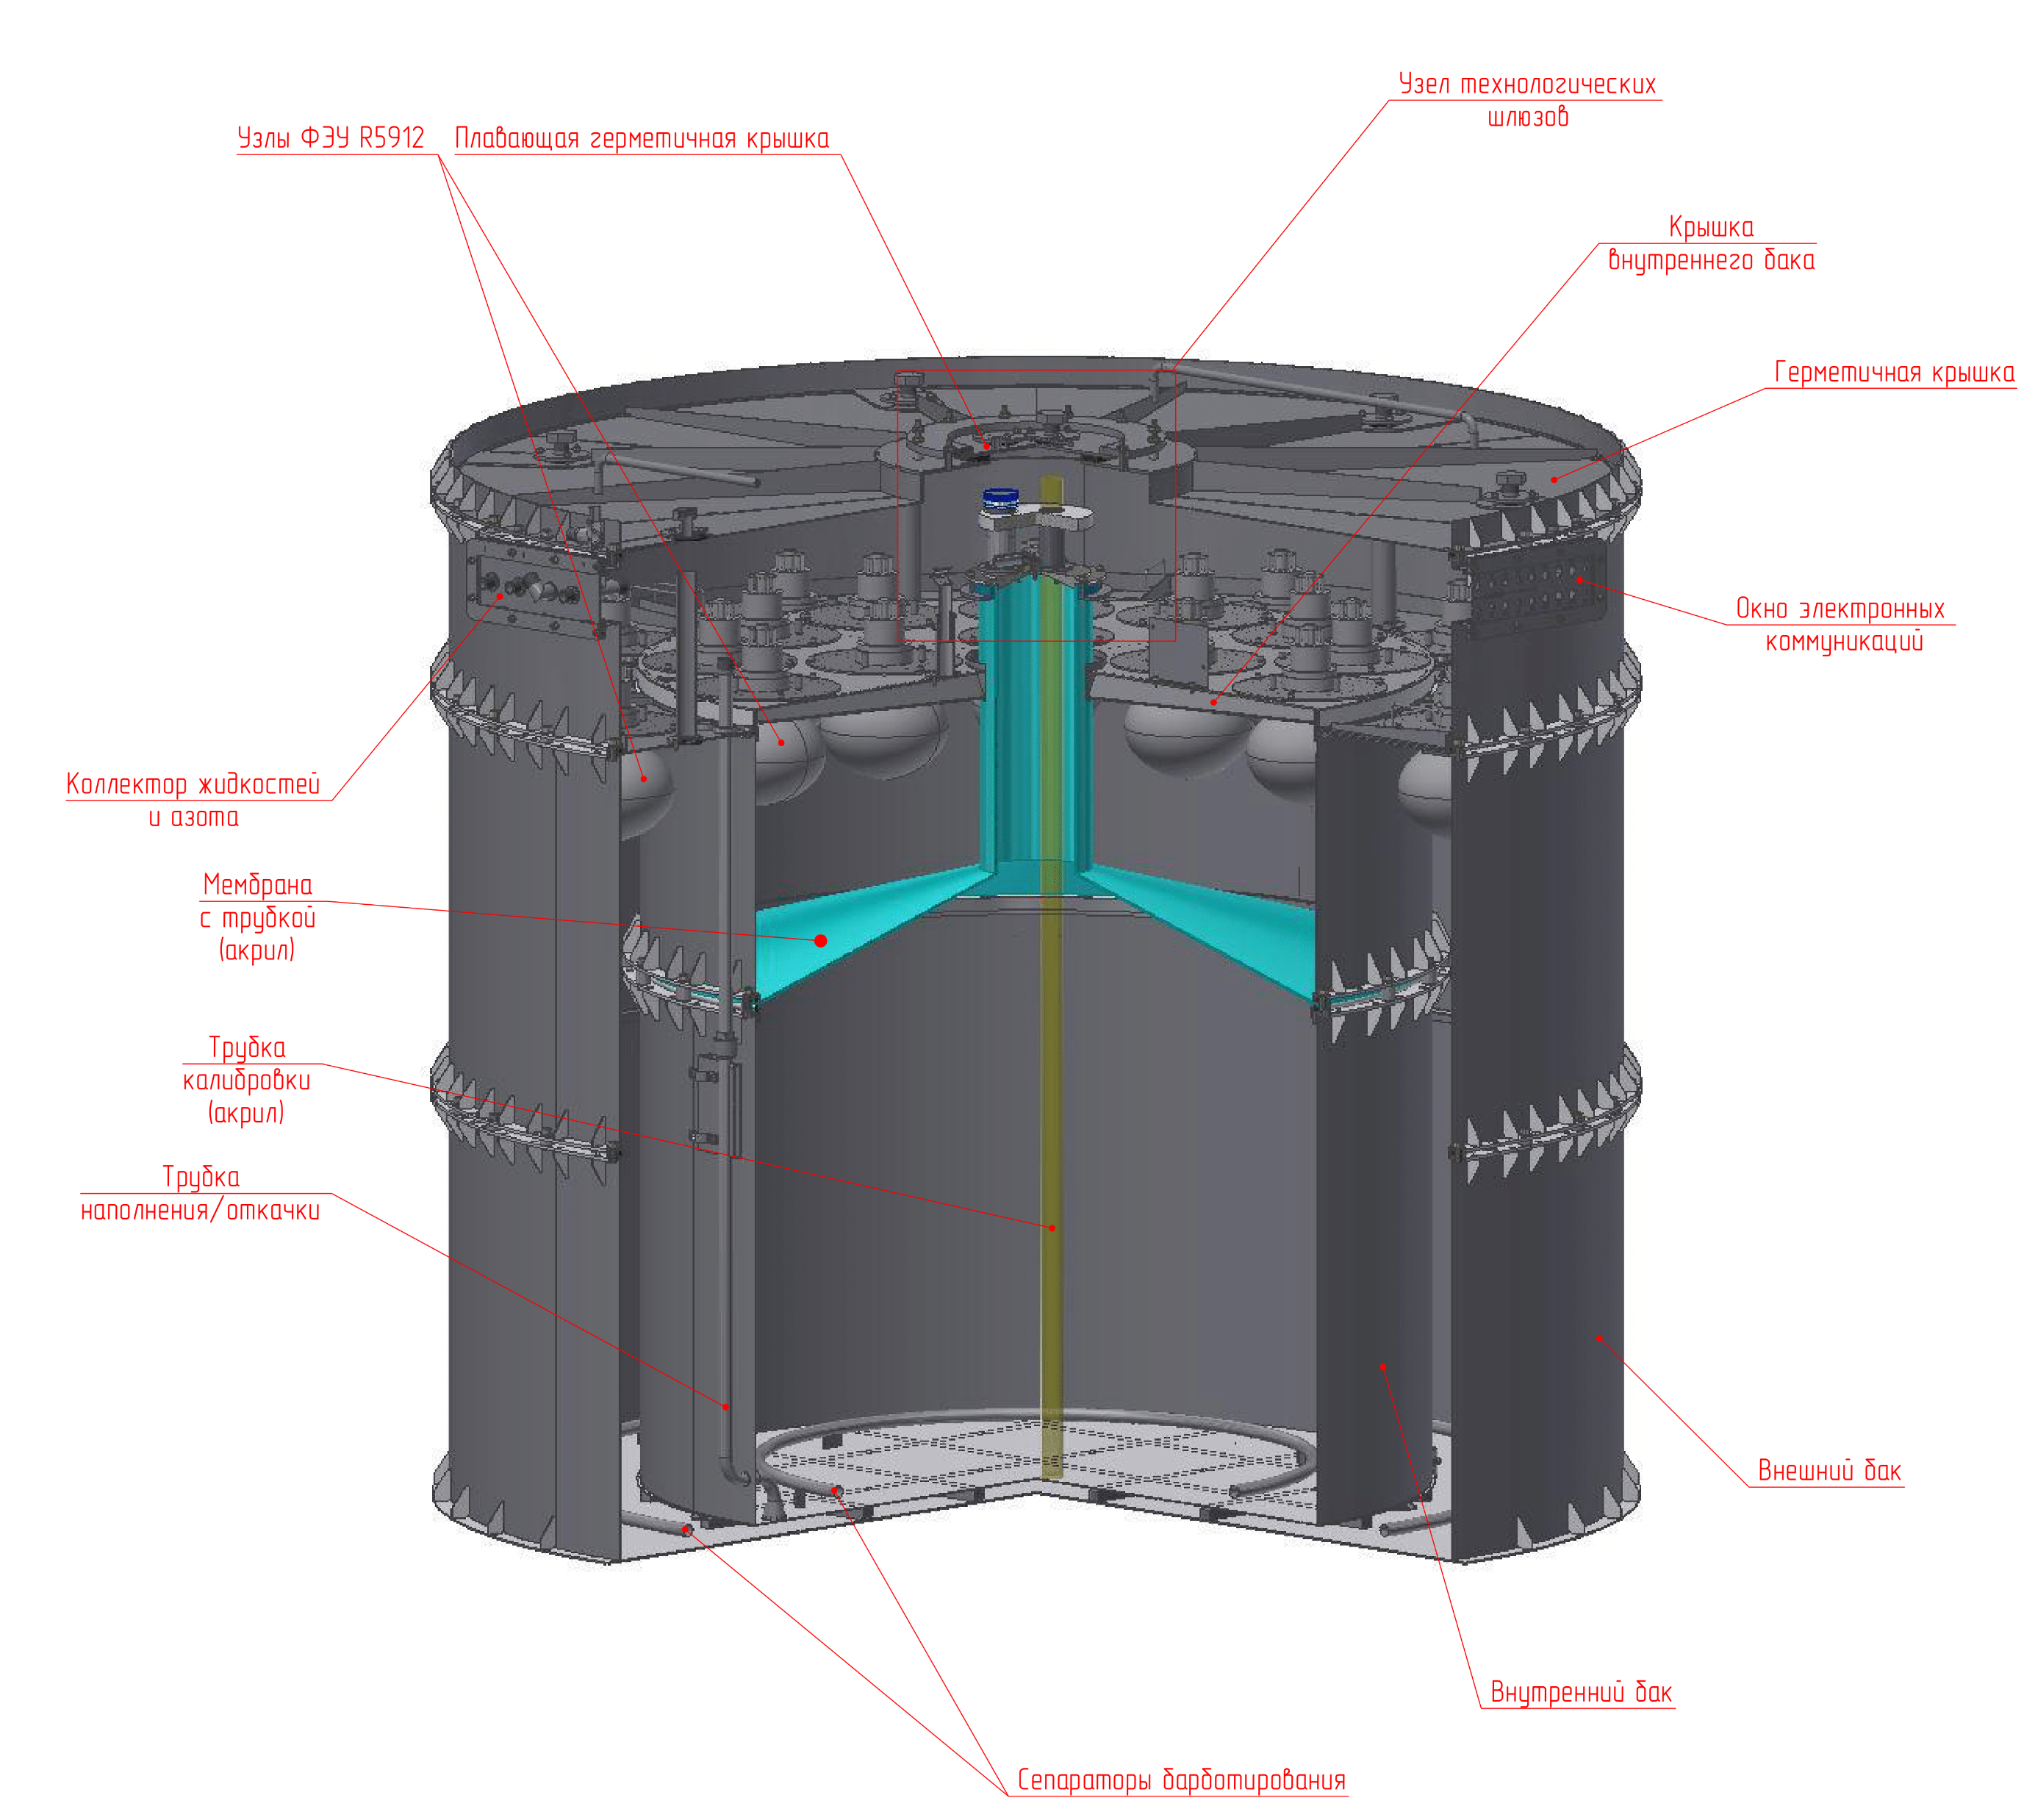 Узел технологических
шлюзов
Узлы ФЭУ R5912
Плавающая герметичная крышка
Крышка
внутреннего бака
Герметичная крышка
Окно электронных
коммуникаций
Коллектор жидкостей
и азота
Мембрана
с трубкой
(акрил)
Трубка
калибровки
(акрил)
Трубка
наполнения/откачки
Внешний бак
Внутренний бак
Сепараторы барботирования